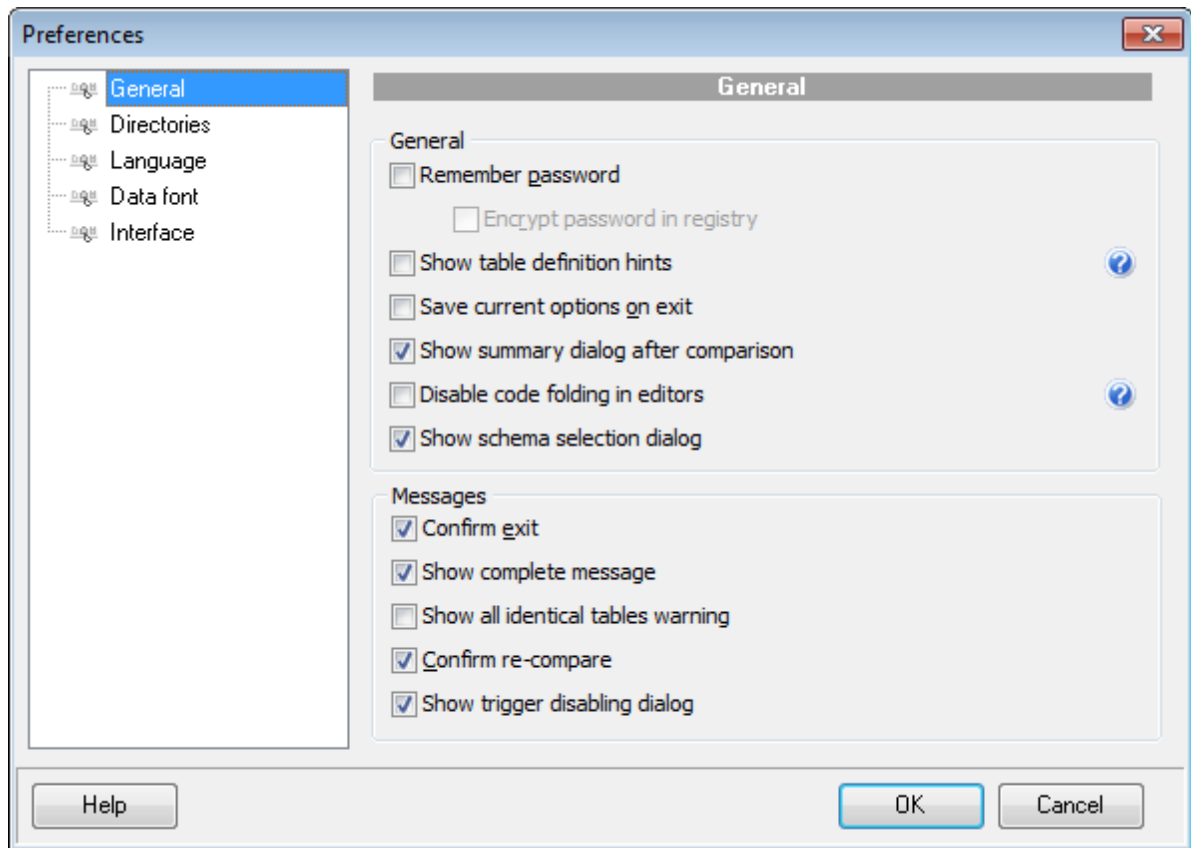 Preferences
General
Directories
Language
Data font
Interface
General
General
Remember password
Encrypt password in registry
Show table definition hints
Save current options on exit
Show summary dialog after comparison
Disable code folding in editors
Show schema selection dialog
Messages
Confirm exit
Show complete message
Show all identical tables warning
Confirm re-compare
Show trigger disabling dialog
Help
OK
Cancel